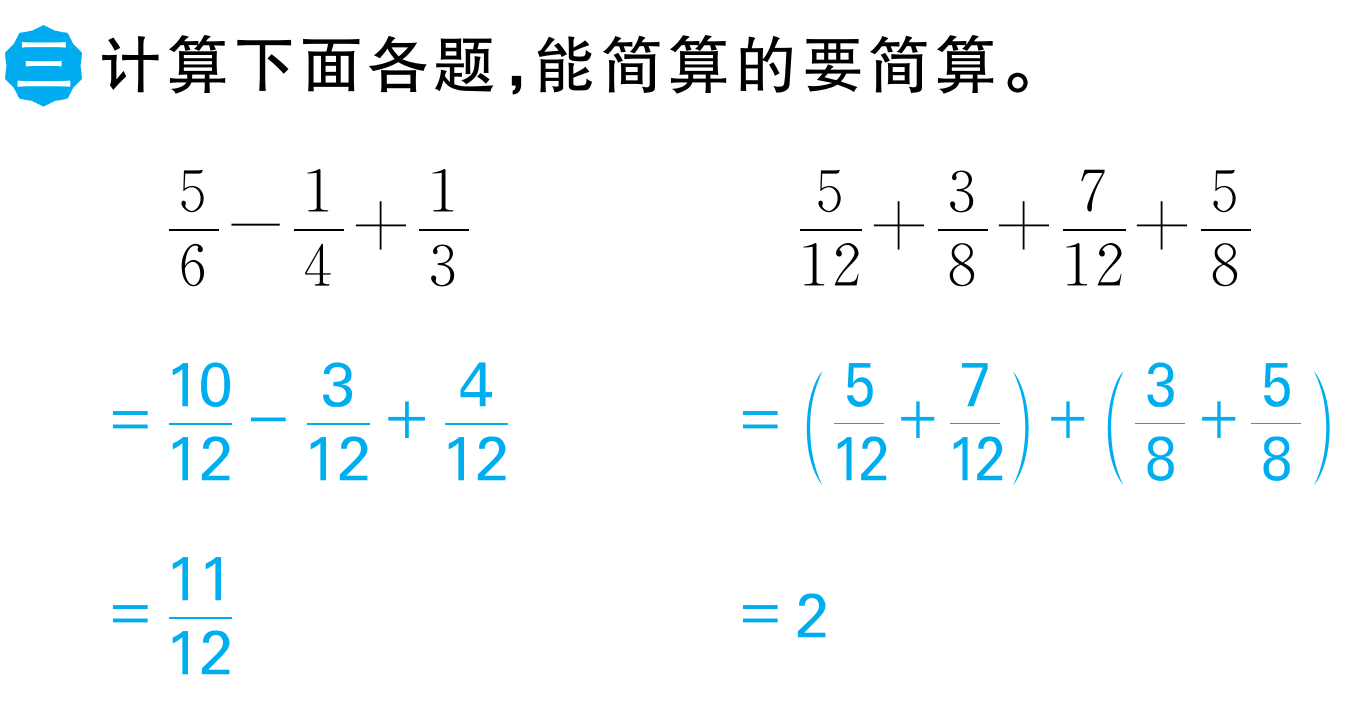 三 计算下面各题,能简算的要简算。
5/6 − 1/4 + 1/3
5/12 + 3/8 + 7/12 + 5/8
= 10/12 − 3/12 + 4/12
= (5/12 + 7/12) + (3/8 + 5/8)
= 11/12
= 2